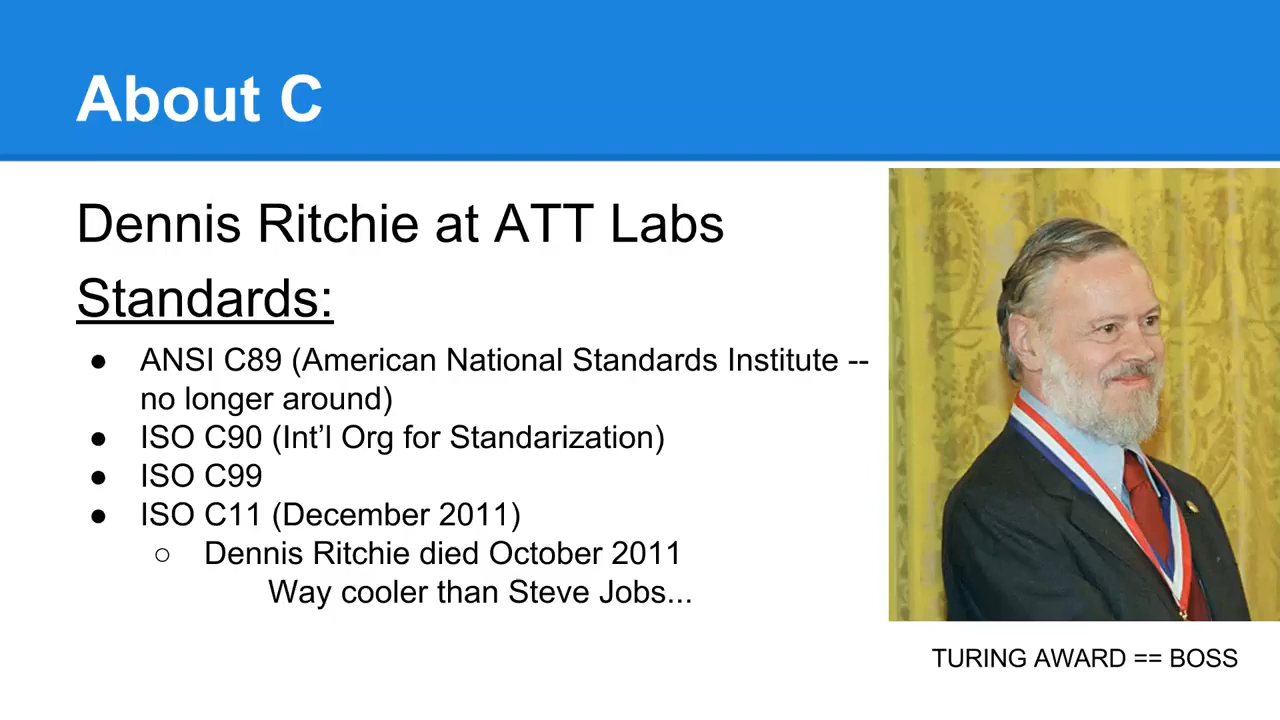 About C
Dennis Ritchie at ATT Labs
Standards:
● ANSI C89 (American National Standards Institute --
no longer around)
● ISO C90 (Int’l Org for Standarization)
● ISO C99
● ISO C11 (December 2011)
○ Dennis Ritchie died October 2011
Way cooler than Steve Jobs...
TURING AWARD == BOSS